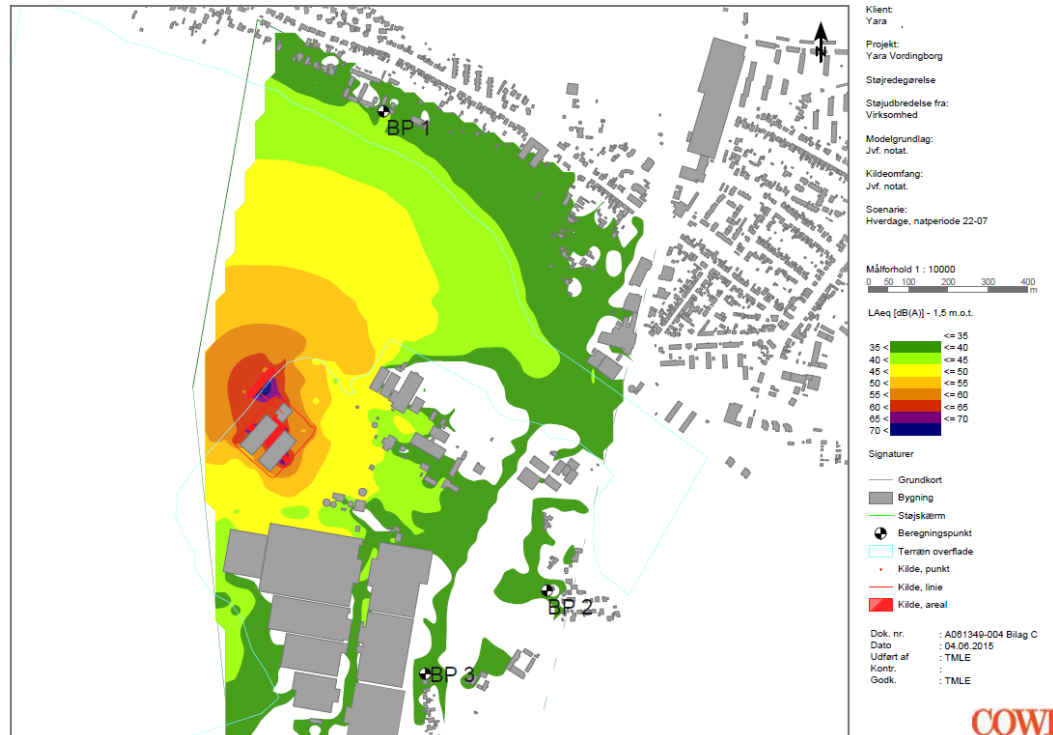 Klient:
Yara
Projekt:
Yara Vordingborg
Støjredegørelse
Støjudbredelse fra:
Virksomhed
Modelgrundlag:
Jvf. notat.
Kildeomfang:
Jvf. notat.
Scenarie:
Hverdage, natperiode 22-07
Målforhold 1 : 10000
0 50 100 200 300 400
m
LAeq [dB(A)] - 1,5 m.o.t.
<= 35
35 < <= 40
40 < <= 45
45 < <= 50
50 < <= 55
55 < <= 60
60 < <= 65
65 < <= 70
70 <
Signaturer
Grundkort
Bygning
Støjskærm
Beregningspunkt
Terræn overflade
Kilde, punkt
Kilde, linie
Kilde, areal
Dok. nr. : A061349-004 Bilag C
Dato : 04.06.2015
Udført af : TMLE
Kontr. :
Godk. : TMLE
COWI
N
BP 1
BP 2
BP 3